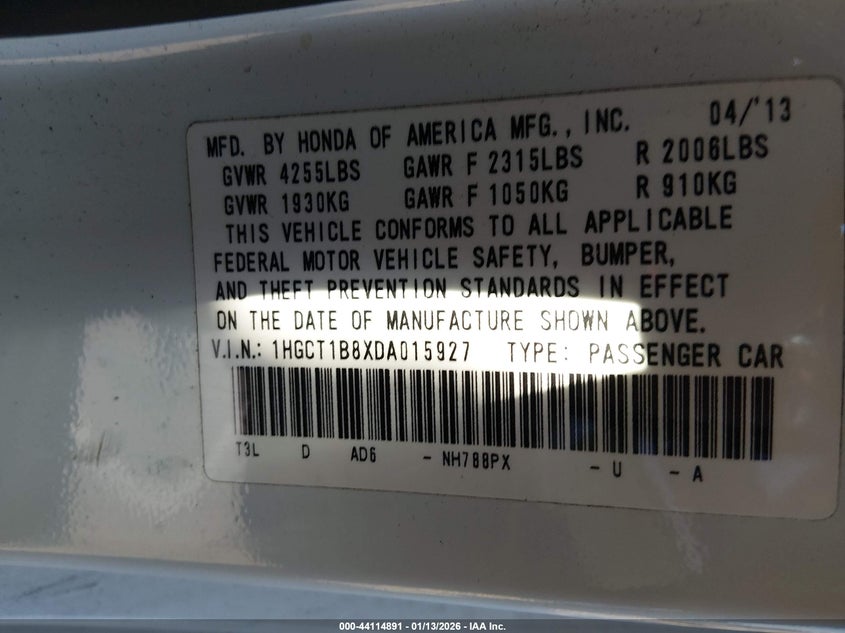 MFD. BY HONDA OF AMERICA MFG., INC. 04/'13
GVWR 4255LBS GAWR F 2315LBS R 2006LBS
GVWR 1930KG GAWR F 1050KG R 910KG
THIS VEHICLE CONFORMS TO ALL APPLICABLE
FEDERAL MOTOR VEHICLE SAFETY, BUMPER,
AND THEFT PREVENTION STANDARDS IN EFFECT
ON THE DATE OF MANUFACTURE SHOWN ABOVE.
V.I.N.: 1HGCT1B8XDA015927 TYPE: PASSENGER CAR
T3L D AD6 - NH788PX - U - A
000-44114891 - 01/13/2026 - IAA Inc.